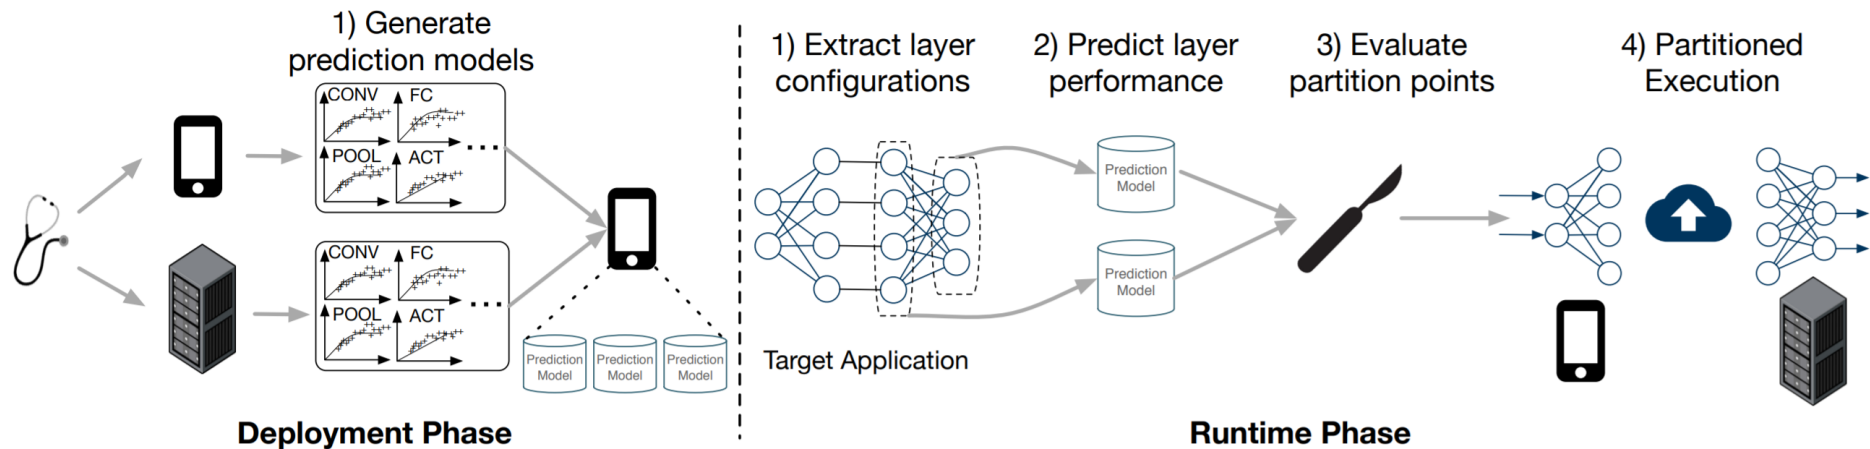 1) Generate
prediction models
CONV FC
POOL ACT
CONV FC
POOL ACT
Prediction
Model
Prediction
Model
Prediction
Model
Deployment Phase
1) Extract layer
configurations
Target Application
2) Predict layer
performance
Prediction
Model
Prediction
Model
3) Evaluate
partition points
4) Partitioned
Execution
Runtime Phase